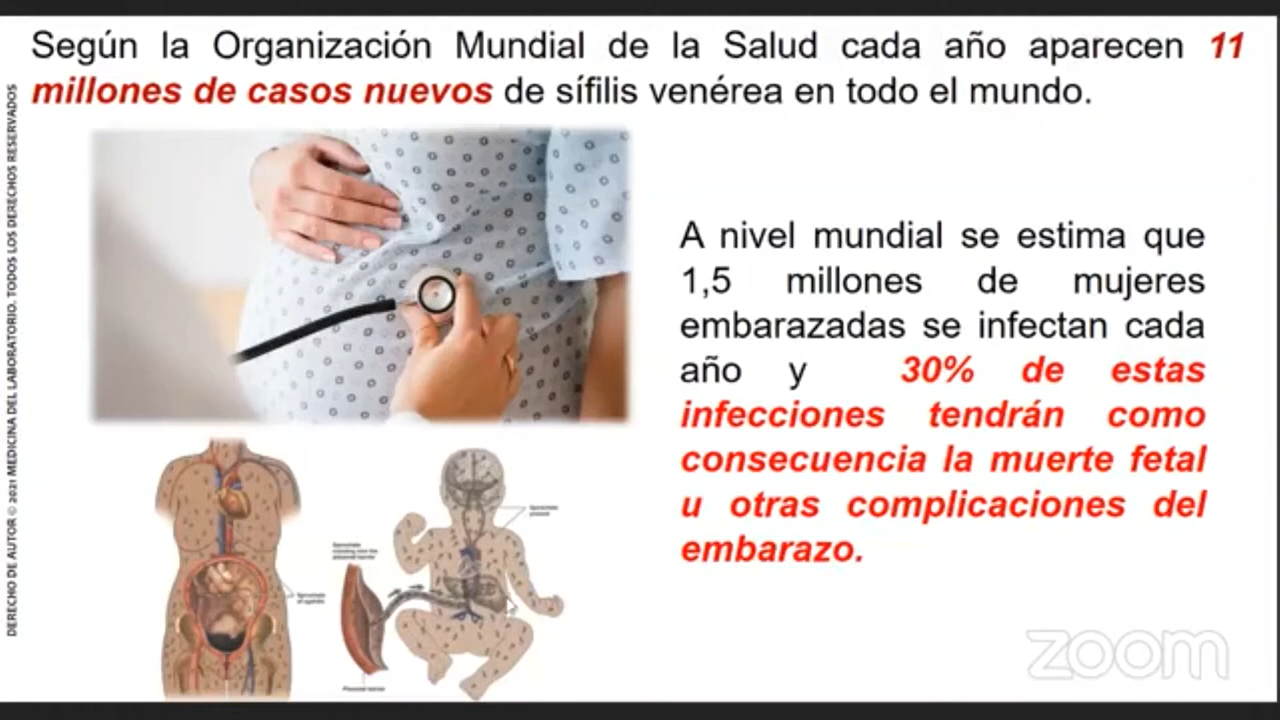 Según la Organización Mundial de la Salud cada año aparecen 11
millones de casos nuevos de sífilis venérea en todo el mundo.
DERECHO DE AUTOR © 2021 MEDICINA DEL LABORATORIO. TODOS LOS DERECHOS RESERVADOS
A nivel mundial se estima que
1,5 millones de mujeres
embarazadas se infectan cada
año y 30% de estas
infecciones tendrán como
consecuencia la muerte fetal
u otras complicaciones del
embarazo.
Placental barrier
zoom